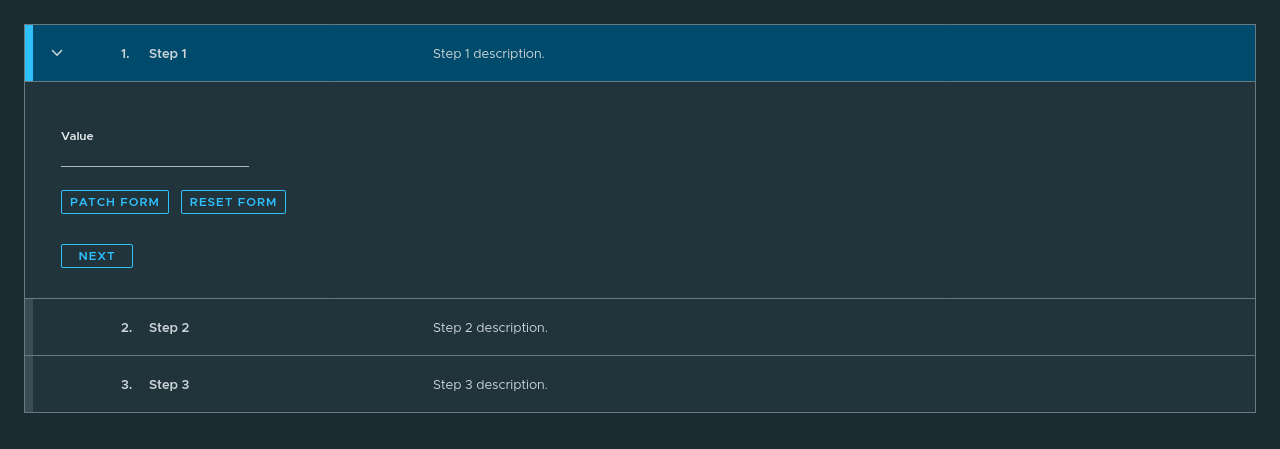 1. Step 1 Step 1 description.
Value
PATCH FORM RESET FORM
NEXT
2. Step 2 Step 2 description.
3. Step 3 Step 3 description.